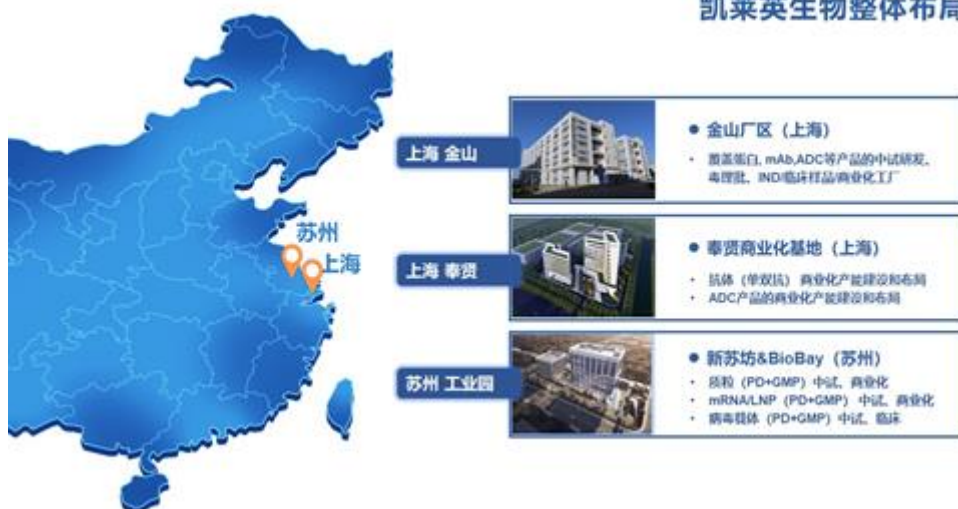 凯莱英生物整体布局
苏州
上海
上海 金山
金山厂区（上海）
覆盖蛋白, mAb,ADC等产品的中试研发、
毒理批、IND/临床样品/商业化工厂
上海 奉贤
奉贤商业化基地（上海）
抗体（单双抗） 商业化产能建设和布局
ADC产品的商业化产能建设和布局
苏州 工业园
新苏坊&BioBay（苏州）
质粒（PD+GMP）中试、商业化
mRNA/LNP（PD+GMP） 中试、商业化
病毒载体（PD+GMP）中试、临床